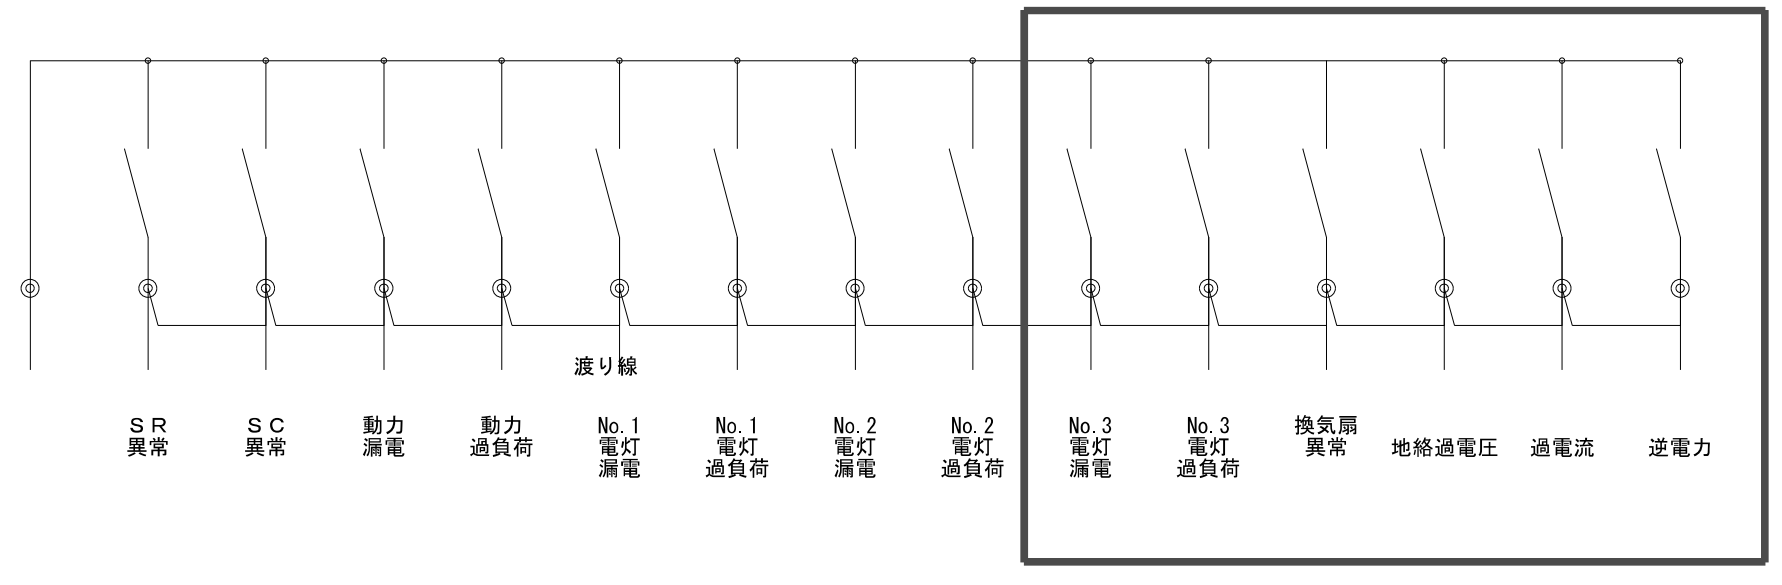 渡り線
ＳＲ
異常
ＳＣ
異常
動力
漏電
動力
過負荷
No.1
電灯
漏電
No.1
電灯
過負荷
No.2
電灯
漏電
No.2
電灯
過負荷
No.3
電灯
漏電
No.3
電灯
過負荷
換気扇
異常
地絡過電圧
過電流
逆電力